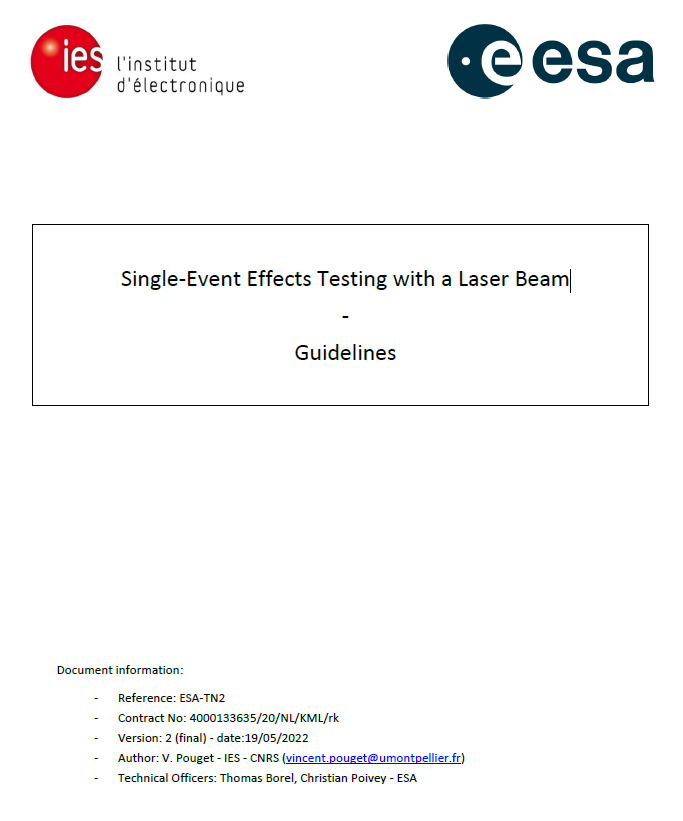 ies l'institut
d'électronique
esa
Single-Event Effects Testing with a Laser Beam
-
Guidelines
Document information:
- Reference: ESA-TN2
- Contract No: 4000133635/20/NL/KML/rk
- Version: 2 (final) - date:19/05/2022
- Author: V. Pouget - IES - CNRS (vincent.pouget@umontpellier.fr)
- Technical Officers: Thomas Borel, Christian Poivey - ESA